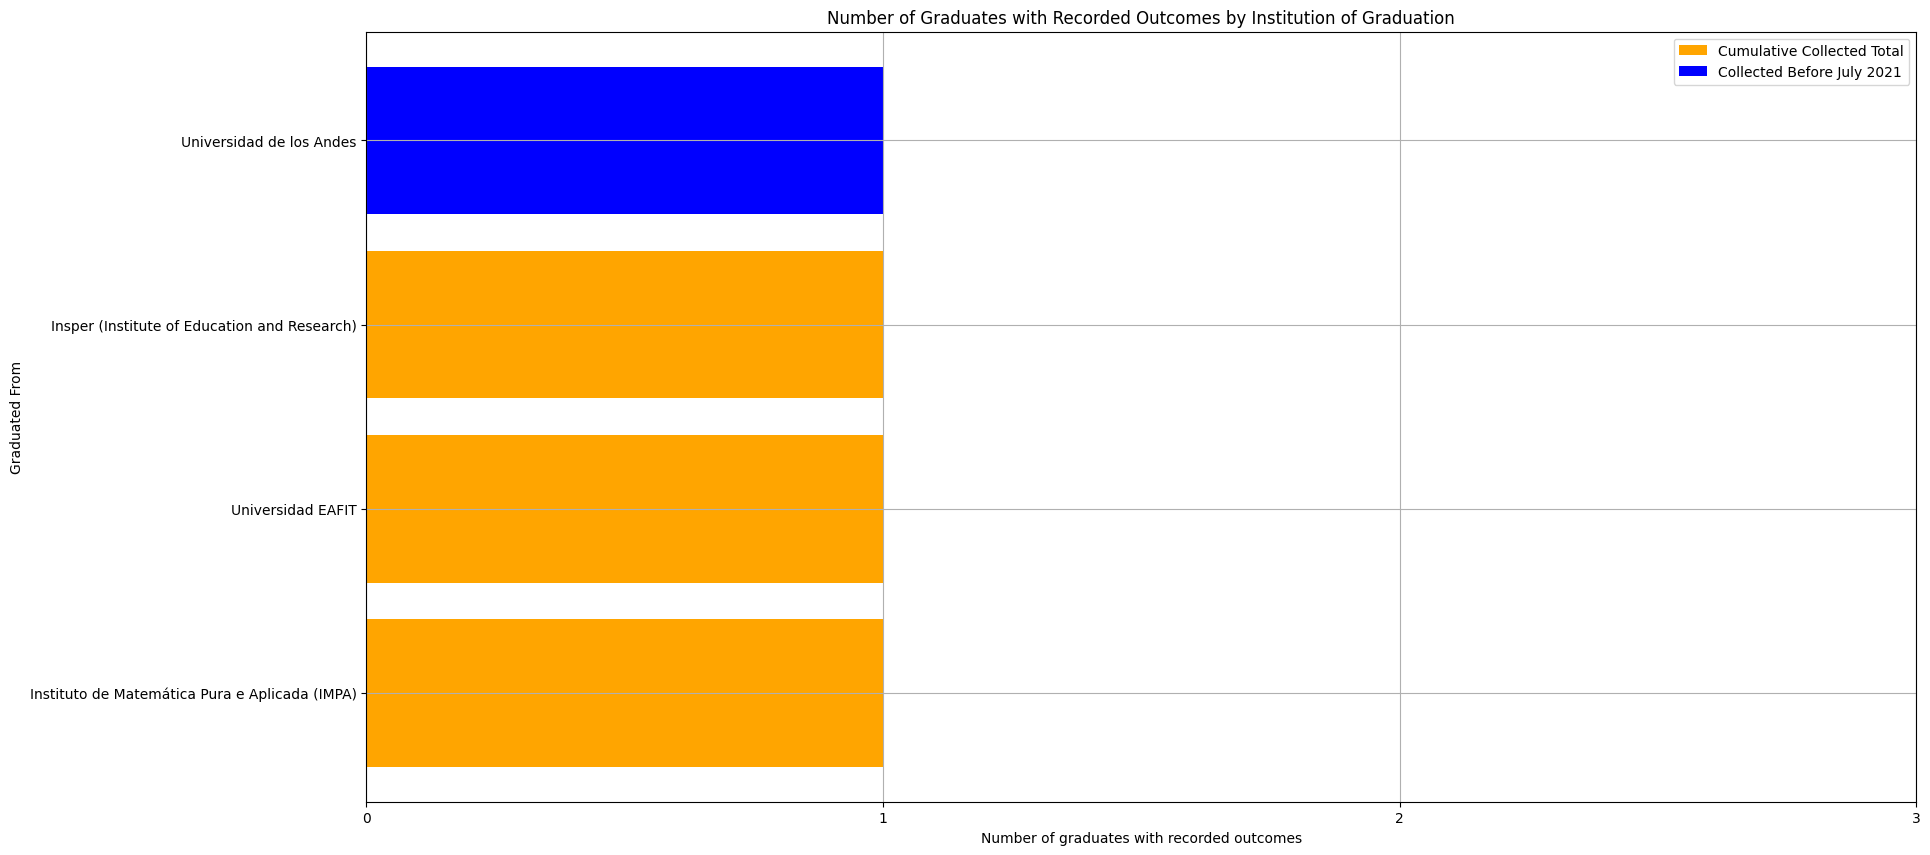 Number of Graduates with Recorded Outcomes by Institution of Graduation
Cumulative Collected Total
Collected Before July 2021
Graduated From
Universidad de los Andes
Insper (Institute of Education and Research)
Universidad EAFIT
Instituto de Matemática Pura e Aplicada (IMPA)
0 1 2 3
Number of graduates with recorded outcomes